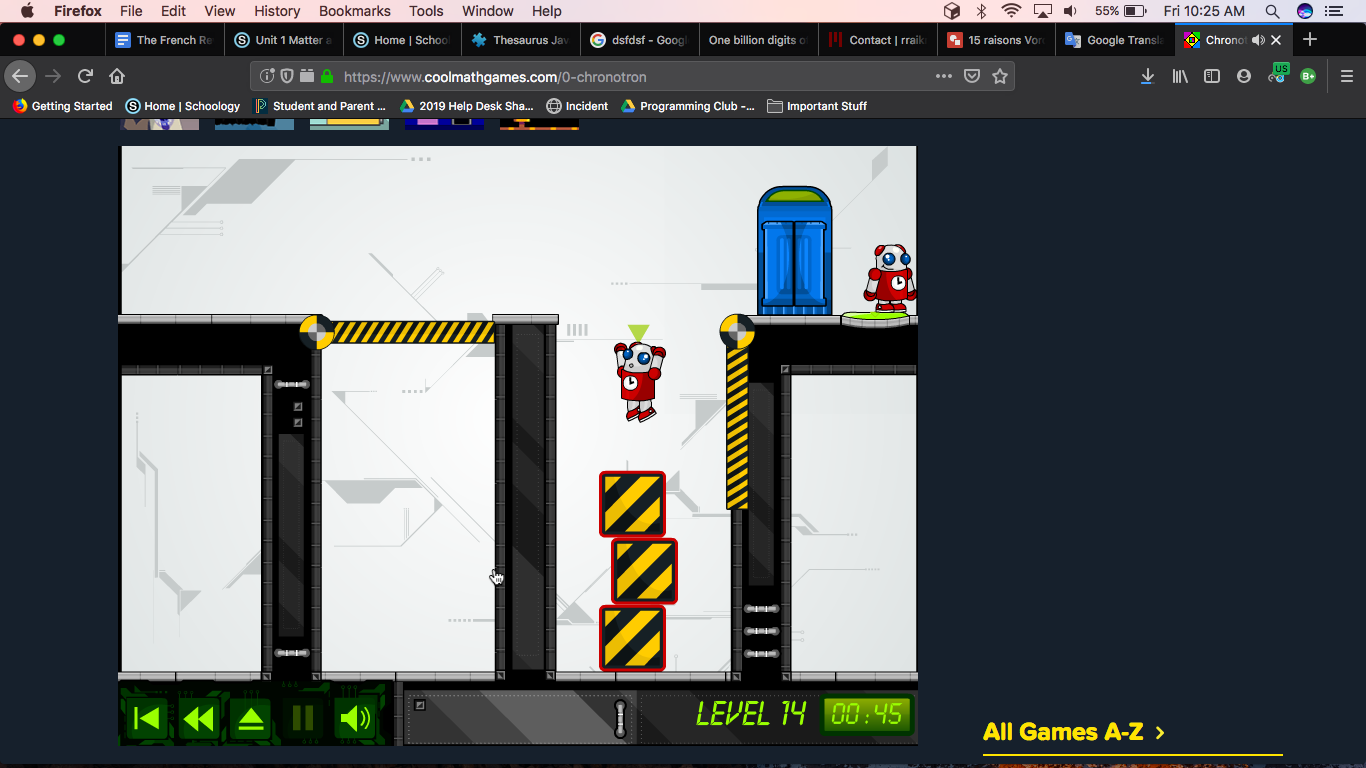 Firefox File Edit View History Bookmarks Tools Window Help 55% Fri 10:25 AM
The French Re
Unit 1 Matter a
Home | School
Thesaurus Jav
dsfdsf - Googl
One billion digits o
Contact | rraik
15 raisons Vor
Google Transla
Chronot
https://www.coolmathgames.com/0-chronotron
US
B+
Getting Started
Home | Schoology
Student and Parent ...
2019 Help Desk Sha...
Incident
Programming Club -...
Important Stuff
LEVEL 14 00:45
All Games A-Z >